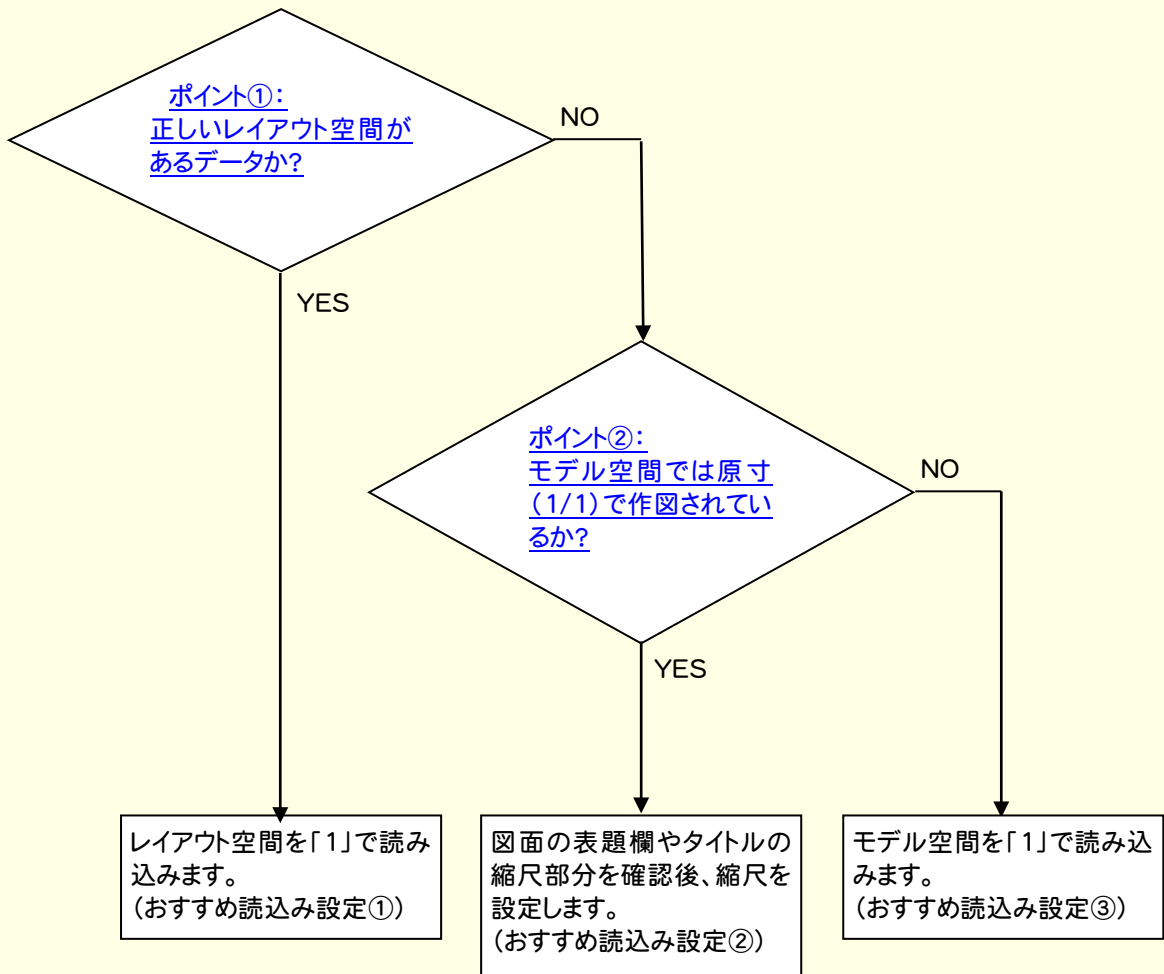 ポイント①:
正しいレイアウト空間が
あるデータか?
NO
YES
ポイント②:
モデル空間では原寸
(1/1)で作図されてい
るか?
NO
YES
レイアウト空間を「1」で読み
込みます。
(おすすめ読込み設定①)
図面の表題欄やタイトルの
縮尺部分を確認後、縮尺を
設定します。
(おすすめ読込み設定②)
モデル空間を「1」で読み込
みます。
(おすすめ読込み設定③)